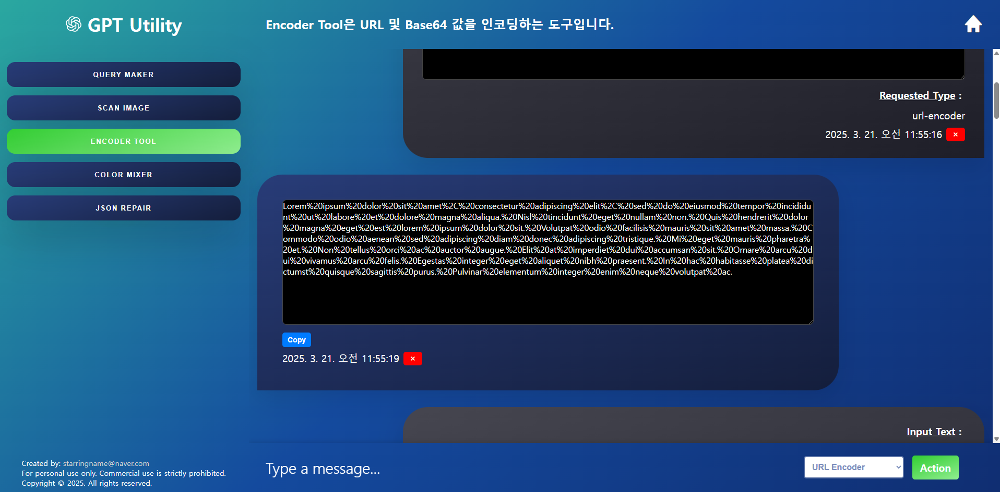 GPT Utility
Encoder Tool은 URL 및 Base64 값을 인코딩하는 도구입니다.
QUERY MAKER
SCAN IMAGE
ENCODER TOOL
COLOR MIXER
JSON REPAIR
Requested Type :
url-encoder
2025. 3. 21. 오전 11:55:16 ×
Lorem%20ipsum%20dolor%20sit%20amet%2C%20consectetur%20adipiscing%20elit%2C%20sed%20do%20eiusmod%20tempor%20incididu
nt%20ut%20labore%20et%20dolore%20magna%20aliqua.%20Nisl%20tincidunt%20eget%20nullam%20non.%20Quis%20hendrerit%20dolor
%20magna%20eget%20est%20lorem%20ipsum%20dolor%20sit.%20Volutpat%20odio%20facilisis%20mauris%20sit%20amet%20massa.%20C
ommodo%20odio%20aenean%20sed%20adipiscing%20diam%20donec%20adipiscing%20tristique.%20Mi%20eget%20mauris%20pharetra%
20et.%20Non%20tellus%20orci%20ac%20auctor%20augue.%20Elit%20at%20imperdiet%20dui%20accumsan%20sit.%20Ornare%20arcu%20d
ui%20vivamus%20arcu%20felis.%20Egestas%20integer%20eget%20aliquet%20nibh%20praesent.%20In%20hac%20habitasse%20platea%20di
ctumst%20quisque%20sagittis%20purus.%20Pulvinar%20elementum%20integer%20enim%20neque%20volutpat%20ac.
Copy
2025. 3. 21. 오전 11:55:19 ×
Input Text :
Created by: starringname@naver.com
For personal use only. Commercial use is strictly prohibited.
Copyright © 2025. All rights reserved.
Type a message...
URL Encoder
Action